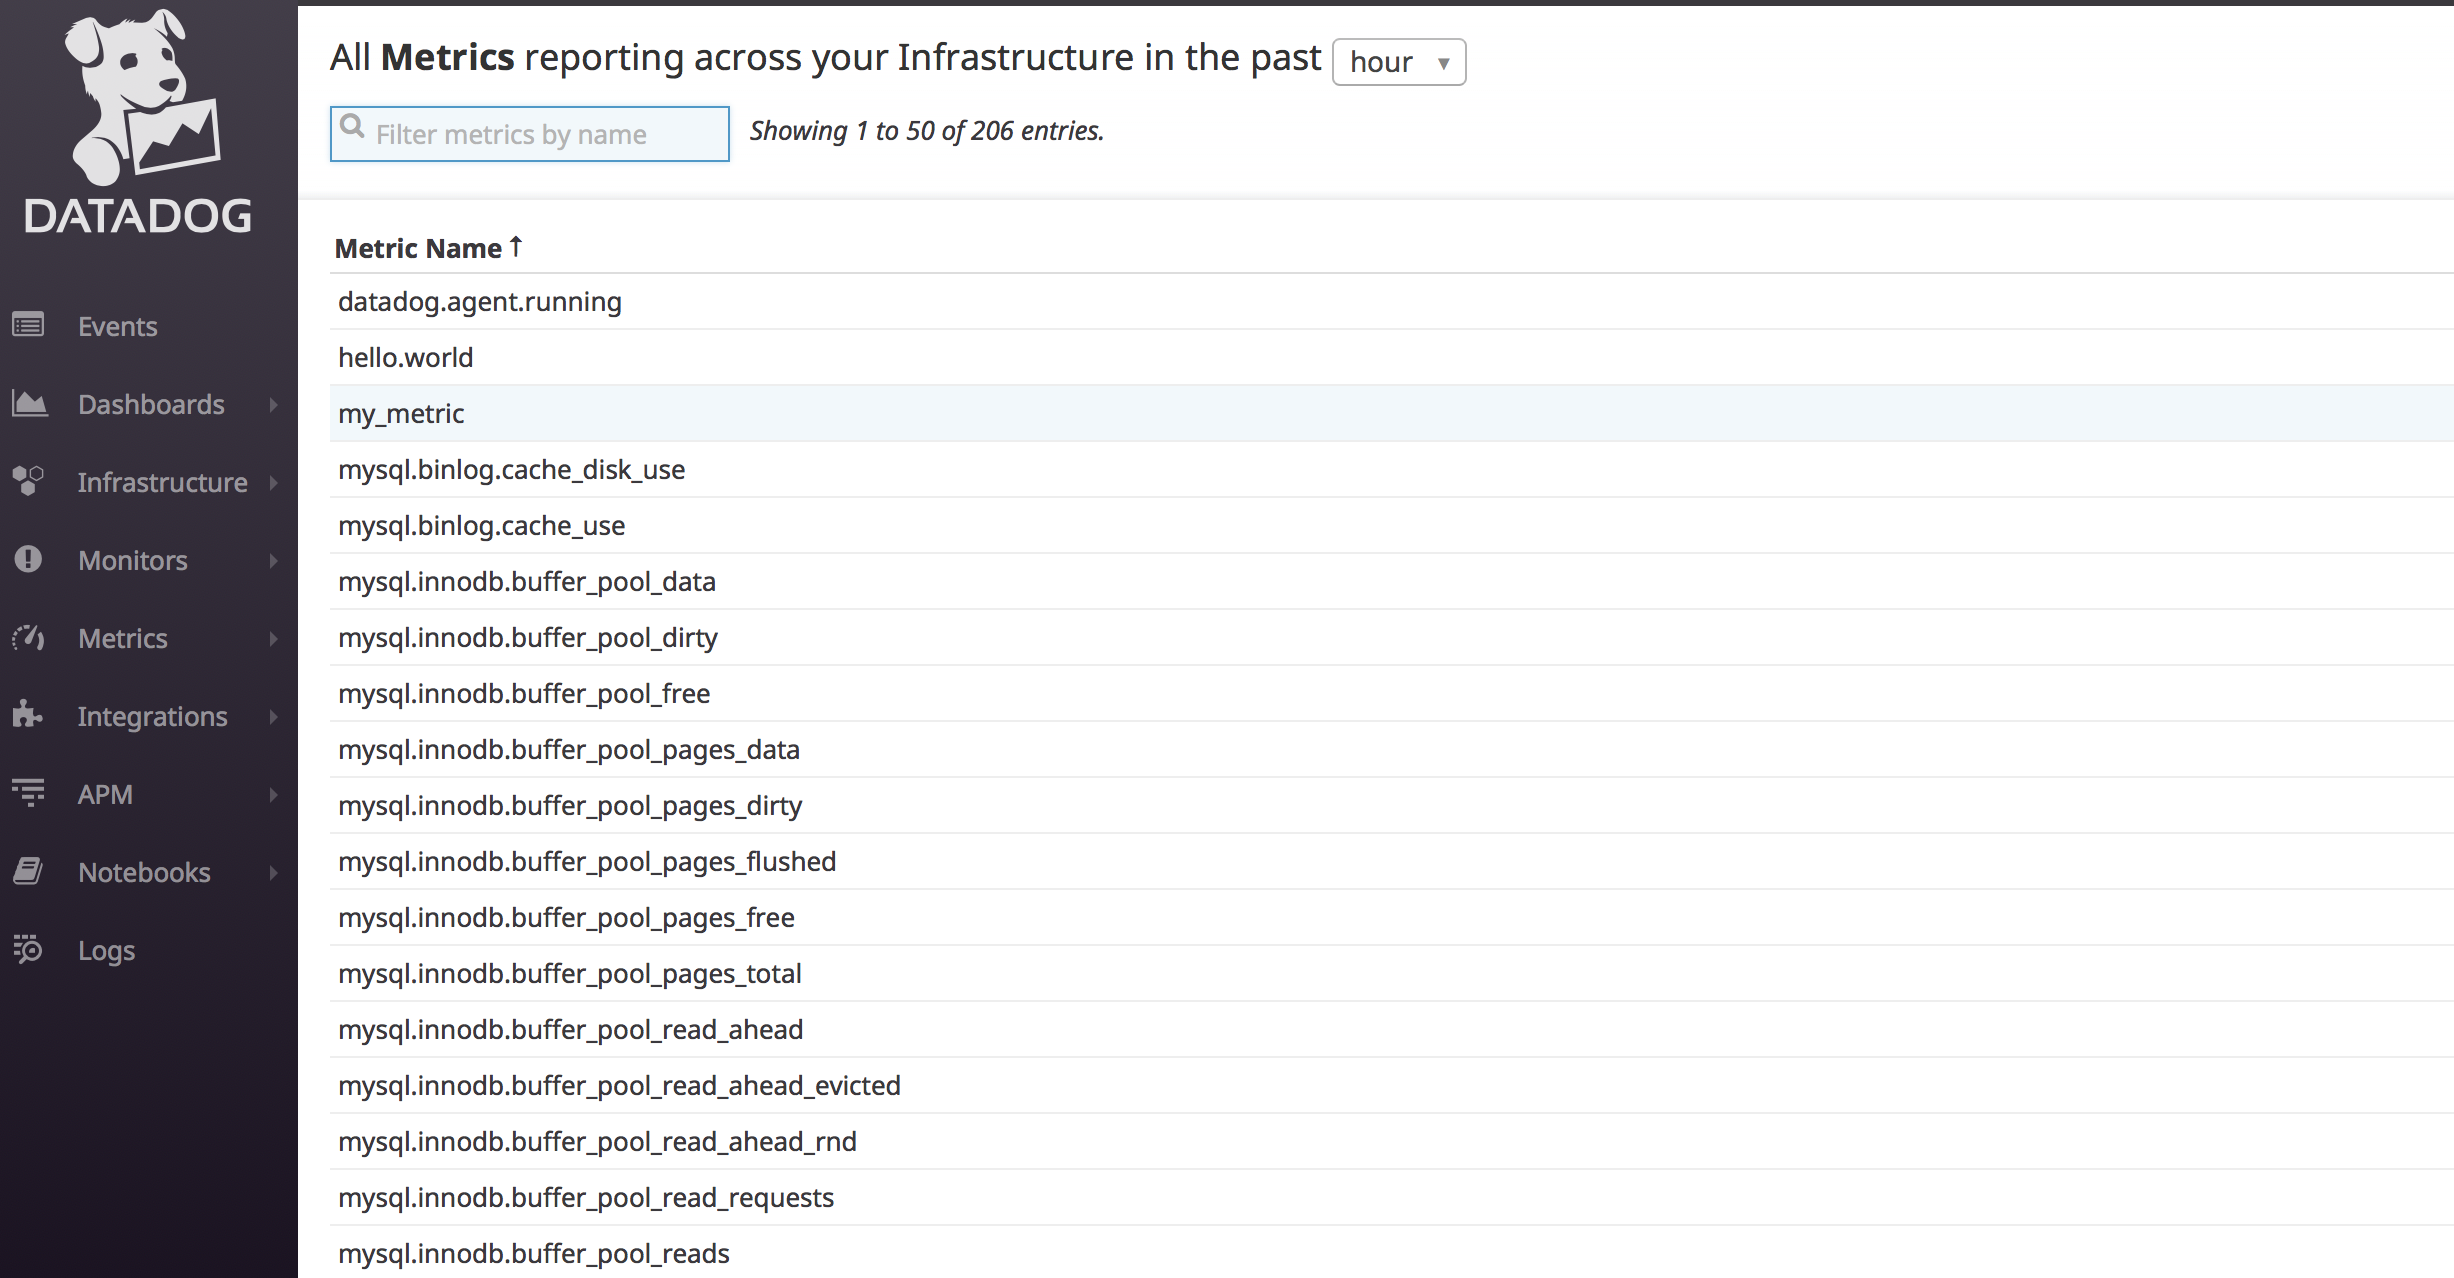 DATADOG
Events
Dashboards
Infrastructure
Monitors
Metrics
Integrations
APM
Notebooks
Logs
All Metrics reporting across your Infrastructure in the past hour
Filter metrics by name
Showing 1 to 50 of 206 entries.
Metric Name ↑
datadog.agent.running
hello.world
my_metric
mysql.binlog.cache_disk_use
mysql.binlog.cache_use
mysql.innodb.buffer_pool_data
mysql.innodb.buffer_pool_dirty
mysql.innodb.buffer_pool_free
mysql.innodb.buffer_pool_pages_data
mysql.innodb.buffer_pool_pages_dirty
mysql.innodb.buffer_pool_pages_flushed
mysql.innodb.buffer_pool_pages_free
mysql.innodb.buffer_pool_pages_total
mysql.innodb.buffer_pool_read_ahead
mysql.innodb.buffer_pool_read_ahead_evicted
mysql.innodb.buffer_pool_read_ahead_rnd
mysql.innodb.buffer_pool_read_requests
mysql.innodb.buffer_pool_reads